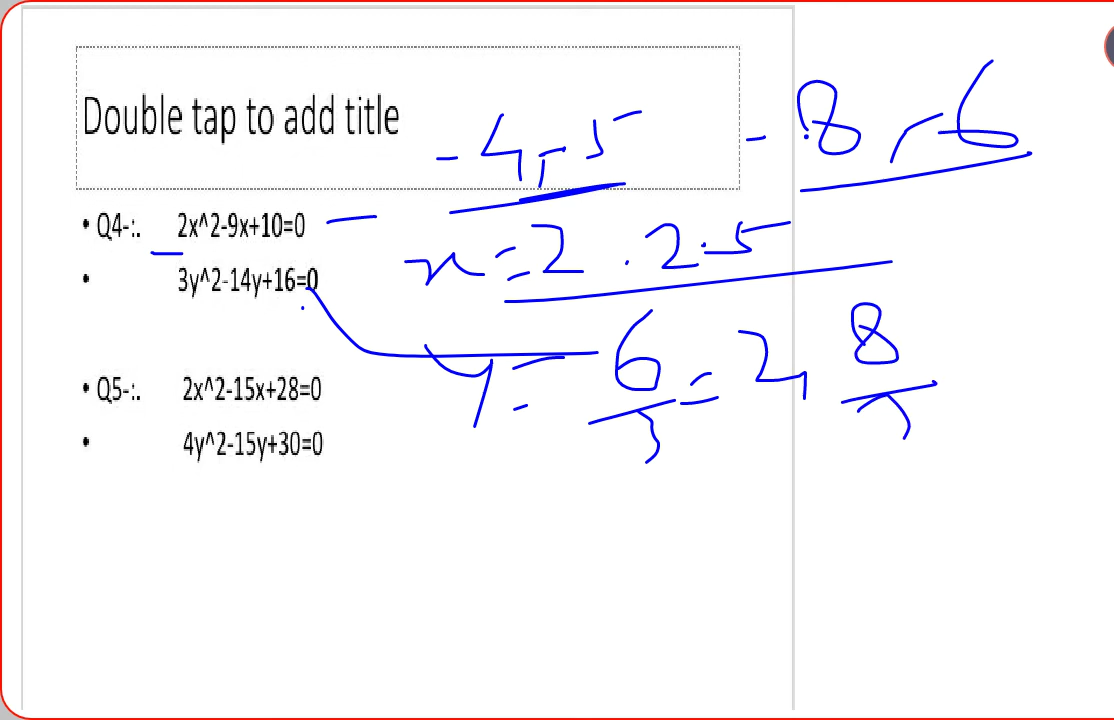 Double tap to add title
-4, -5
-8, -6
• Q4-:. 2x^2-9x+10=0
x = 2, 2.5
• 3y^2-14y+16=0
y = 6/3 = 2, 8/3
• Q5-:. 2x^2-15x+28=0
• 4y^2-15y+30=0